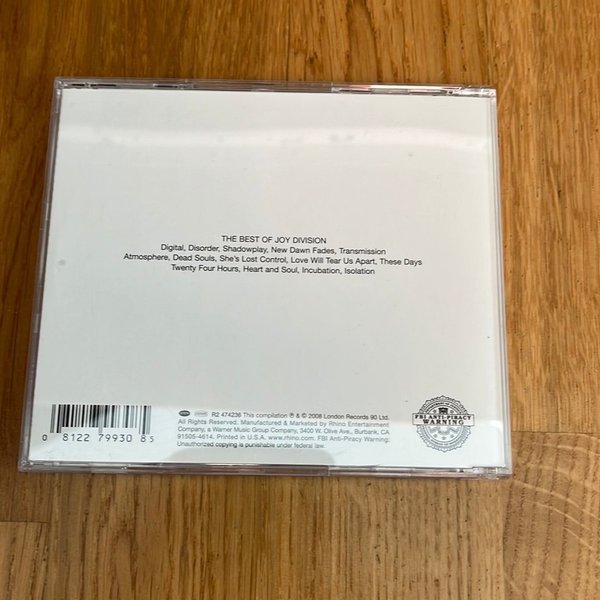 THE BEST OF JOY DIVISION
Digital, Disorder, Shadowplay, New Dawn Fades, Transmission
Atmosphere, Dead Souls, She's Lost Control, Love Will Tear Us Apart, These Days
Twenty Four Hours, Heart and Soul, Incubation, Isolation
R2 474236 This compilation ℗ & © 2008 London Records 90 Ltd.
All Rights Reserved. Manufactured & Marketed by Rhino Entertainment
Company, a Warner Music Group Company, 3400 W. Olive Ave., Burbank, CA
91505-4614. Printed in U.S.A. www.rhino.com. FBI Anti-Piracy Warning:
Unauthorized copying is punishable under federal law.
0 81227 99308 5
FBI ANTI-PIRACY
WARNING